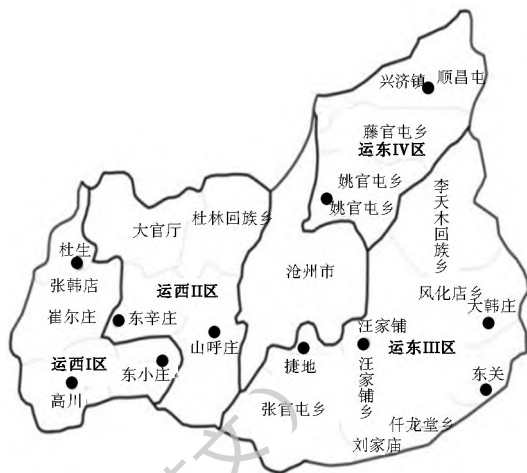 兴济镇
顺昌屯
藤官屯乡
运东IV区
姚官屯乡
姚官屯乡
李天木回族乡
杜林回族乡
大官厅
杜生
张韩店
沧州市
风化店乡
大韩庄
崔尔庄
运西II区
东辛庄
山呼庄
汪家铺
运东III区
运西I区
东小庄
捷地
汪家铺乡
东关
高川
张官屯乡
仟龙堂乡
刘家庙